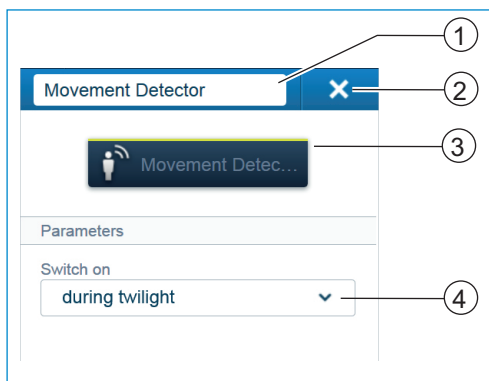 1
Movement Detector
2
3
Movement Detec...
Parameters
Switch on
during twilight
4